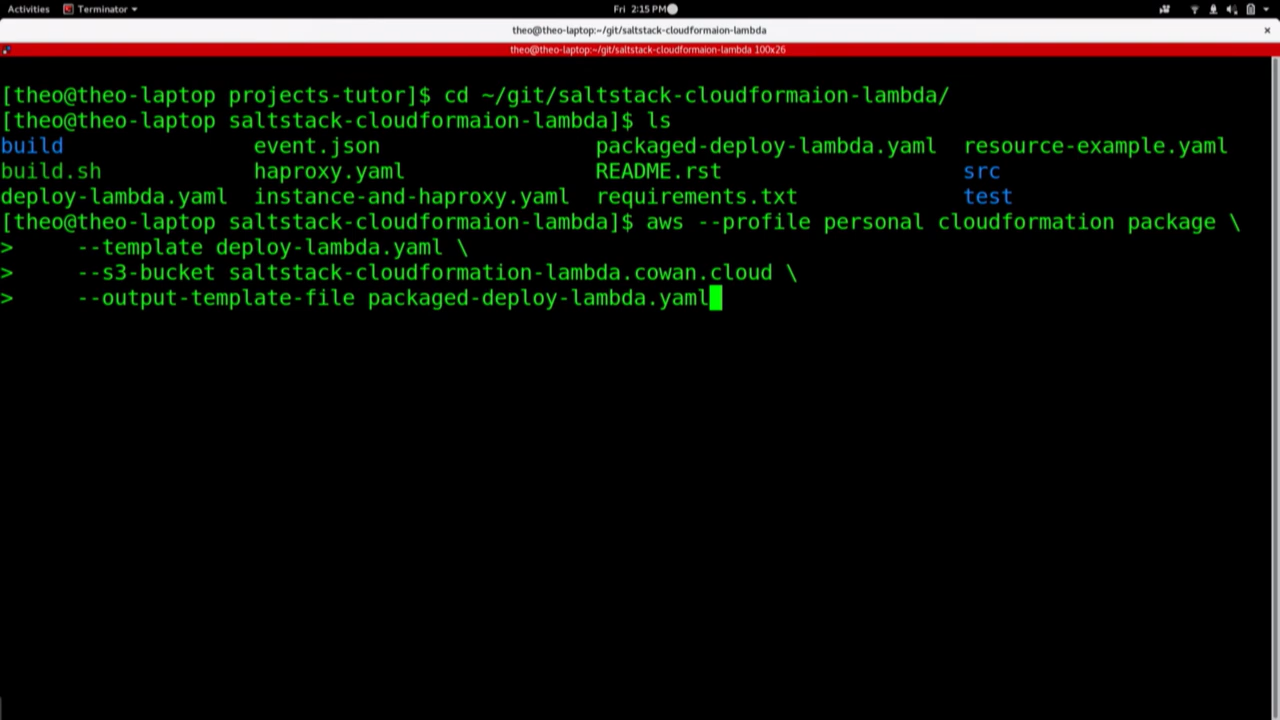 Activities Terminator Fri 2:15 PM
theo@theo-laptop:~/git/saltstack-cloudformaion-lambda ×
theo@theo-laptop:~/git/saltstack-cloudformaion-lambda 100x26
[theo@theo-laptop projects-tutor]$ cd ~/git/saltstack-cloudformaion-lambda/
[theo@theo-laptop saltstack-cloudformaion-lambda]$ ls
build event.json packaged-deploy-lambda.yaml resource-example.yaml
build.sh haproxy.yaml README.rst src
deploy-lambda.yaml instance-and-haproxy.yaml requirements.txt test
[theo@theo-laptop saltstack-cloudformaion-lambda]$ aws --profile personal cloudformation package \
> --template deploy-lambda.yaml \
> --s3-bucket saltstack-cloudformation-lambda.cowan.cloud \
> --output-template-file packaged-deploy-lambda.yaml